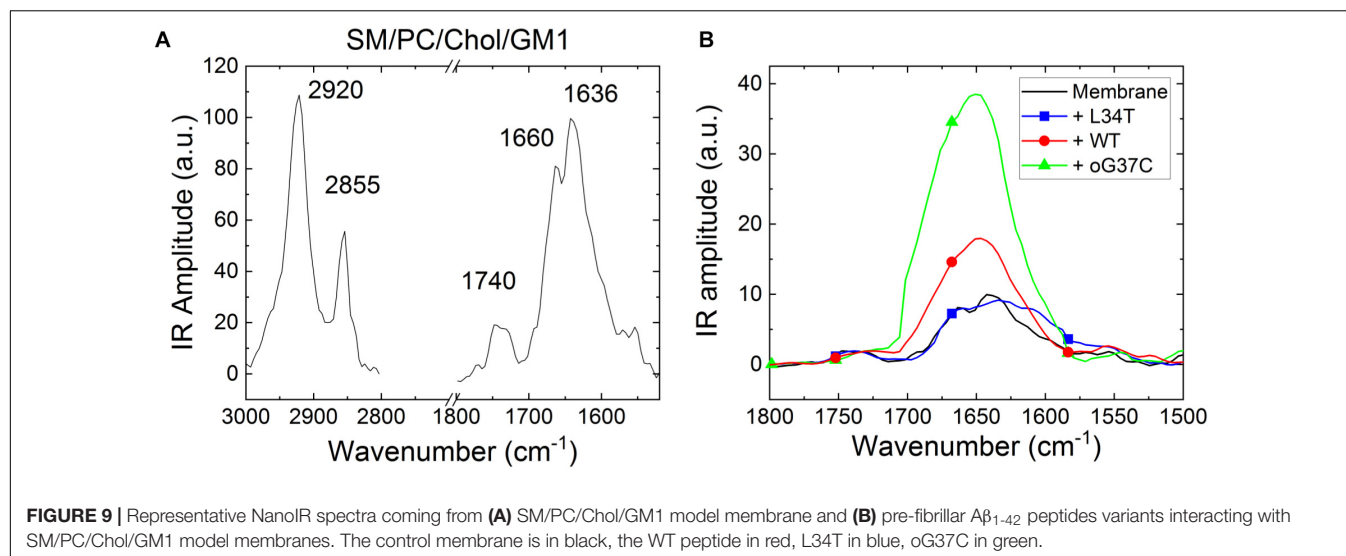 A
SM/PC/Chol/GM1
IR Amplitude (a.u.)
120
100
80
60
40
20
0
2920
2855
1740
1660
1636
3000 2900 2800 1800 1700 1600
Wavenumber (cm-1)
B
IR amplitude (a.u.)
40
30
20
10
0
Membrane
+ L34T
+ WT
+ oG37C
1800 1750 1700 1650 1600 1550 1500
Wavenumber (cm-1)
FIGURE 9 | Representative NanoIR spectra coming from (A) SM/PC/Chol/GM1 model membrane and (B) pre-fibrillar Aβ1-42 peptides variants interacting with
SM/PC/Chol/GM1 model membranes. The control membrane is in black, the WT peptide in red, L34T in blue, oG37C in green.